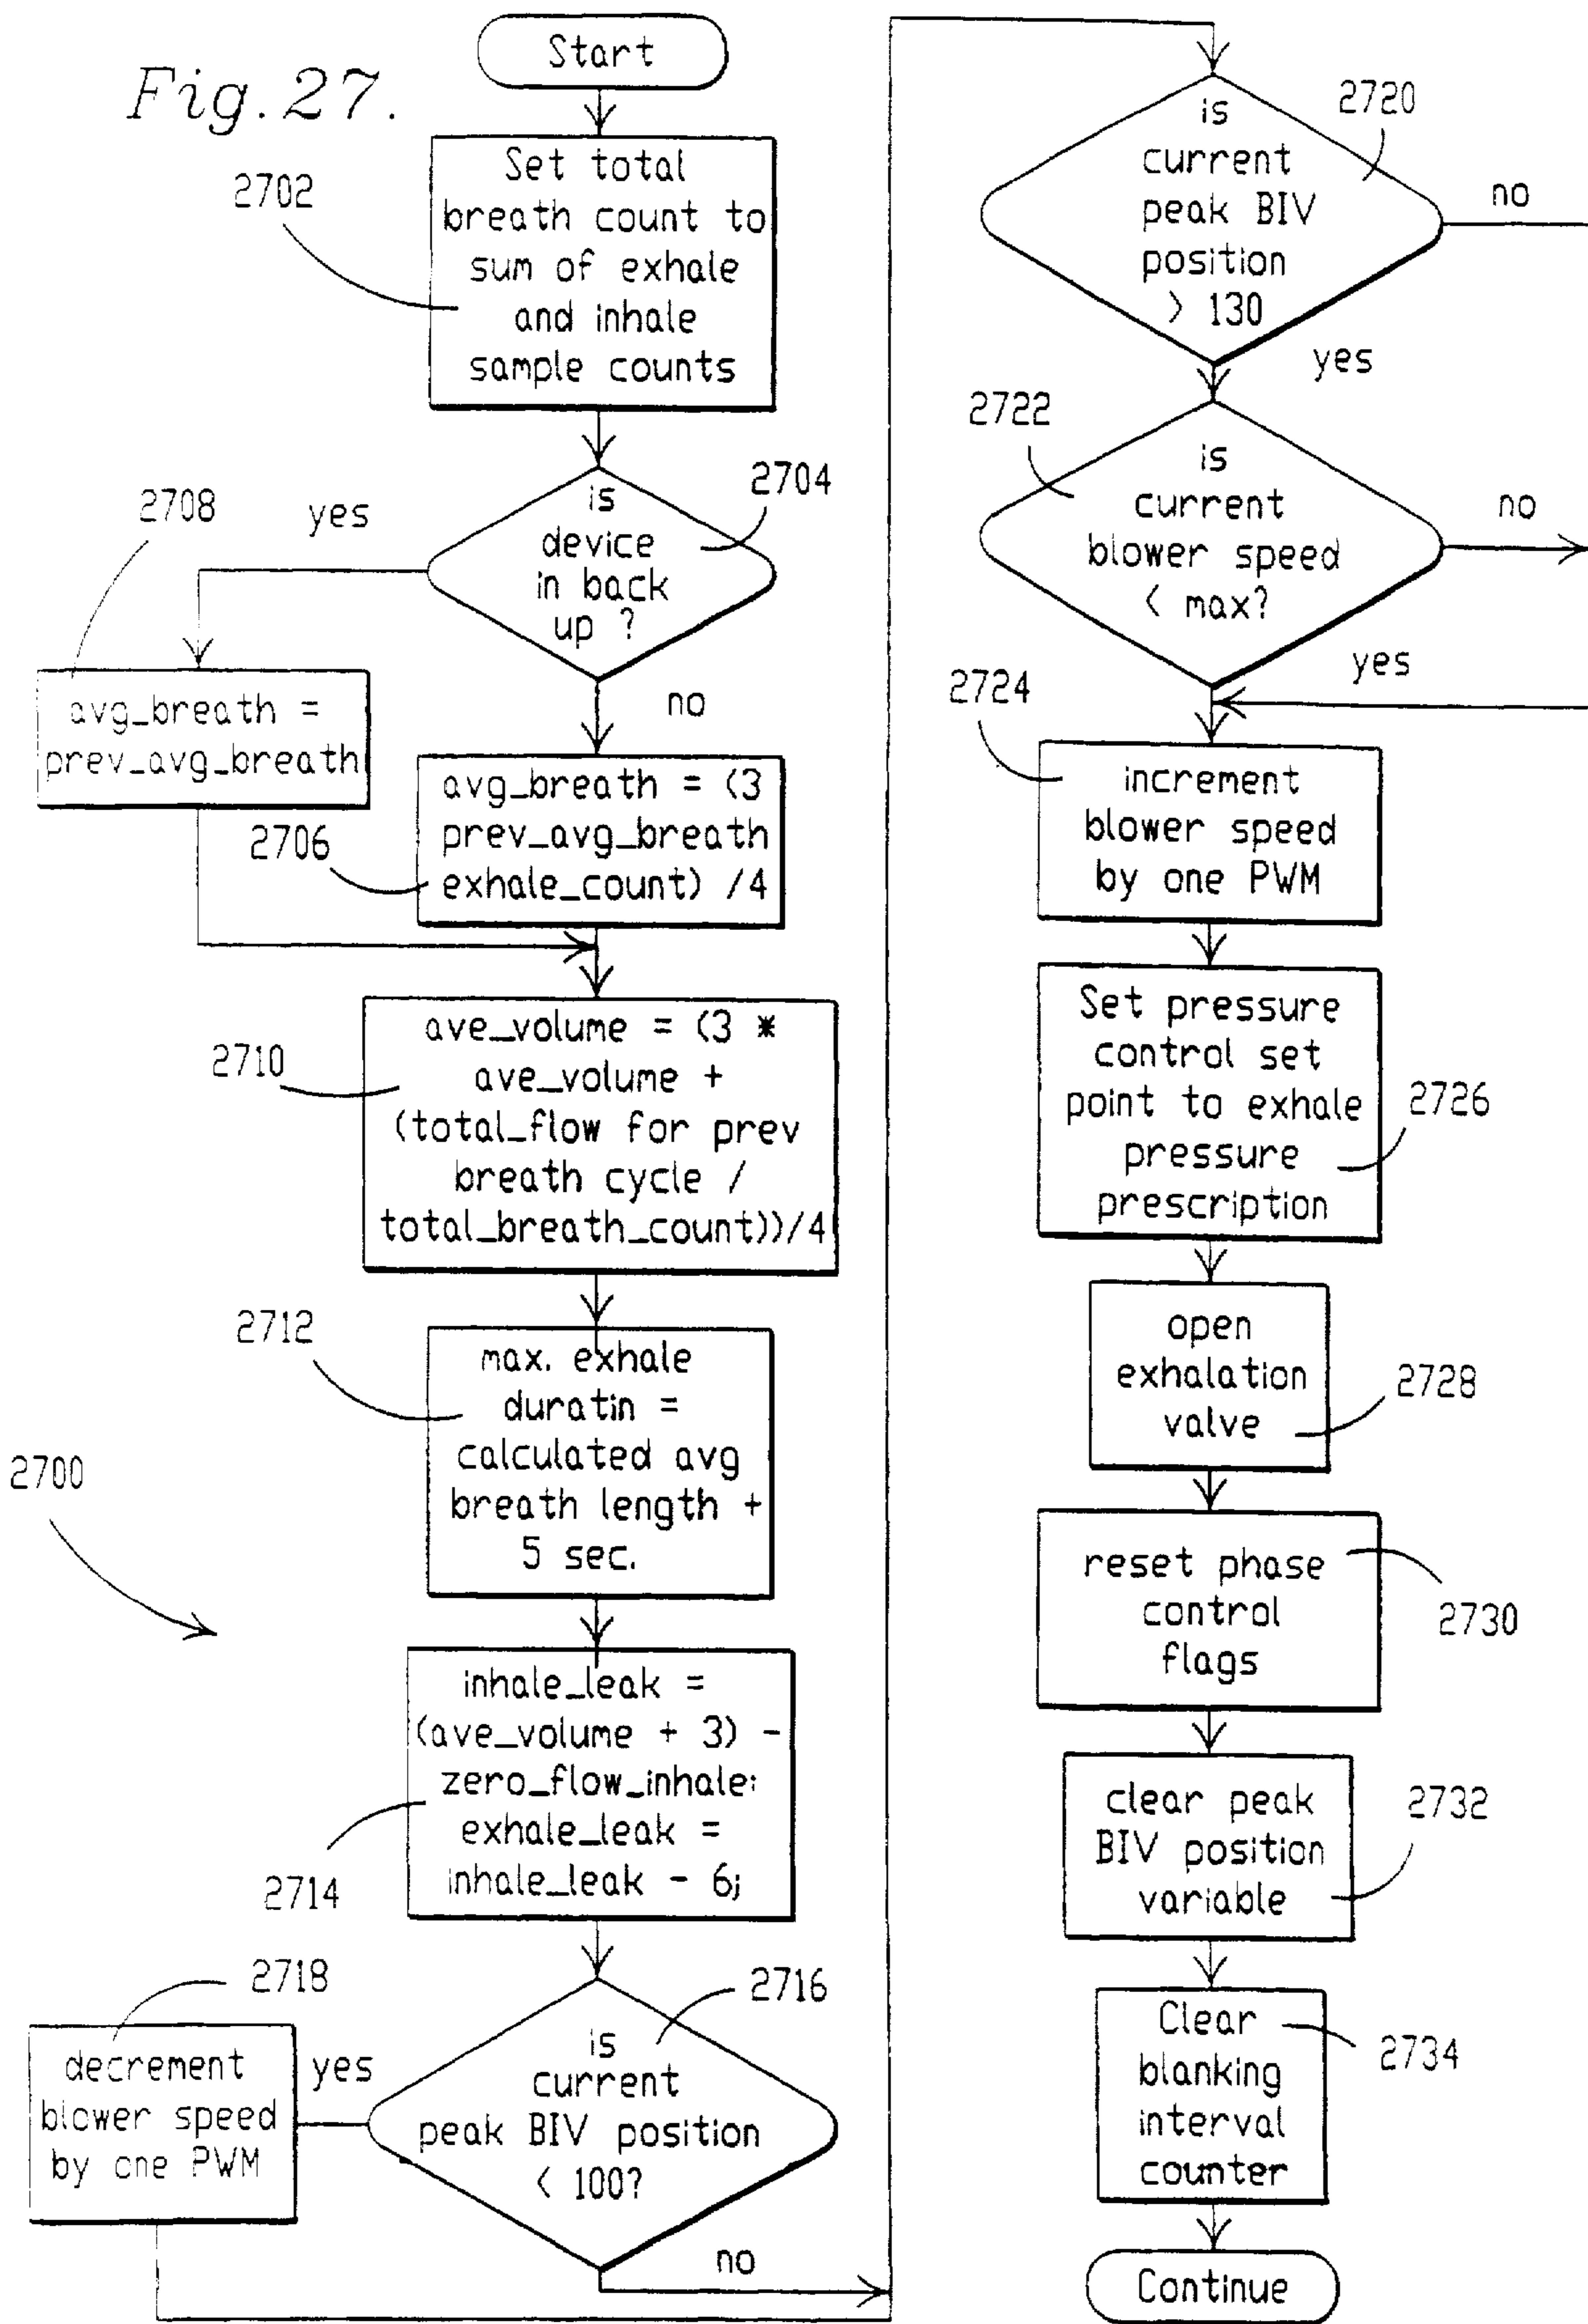 Fig. 27.
Start
2702
Set total
breath count to
sum of exhale
and inhale
sample counts
2704
is
device
in back
up ?
yes
no
2708
avg_breath =
prev_avg_breath
2706
avg_breath = (3
prev_avg_breath
exhale_count) /4
2710
ave_volume = (3 *
ave_volume +
(total_flow for prev
breath cycle /
total_breath_count))/4
2712
max. exhale
duratin =
calculated avg
breath length +
5 sec.
2700
inhale_leak =
(ave_volume + 3) -
zero_flow_inhale;
exhale_leak =
inhale_leak - 6;
2714
2716
is
current
peak BIV position
< 100?
yes
no
2718
decrement
blower speed
by one PWM
2720
is
current
peak BIV
position
> 130
no
yes
2722
is
current
blower speed
< max?
no
yes
2724
increment
blower speed
by one PWM
Set pressure
control set
point to exhale
pressure
prescription
2726
open
exhalation
valve
2728
reset phase
control
flags
2730
clear peak
BIV position
variable
2732
Clear
blanking
interval
counter
2734
Continue